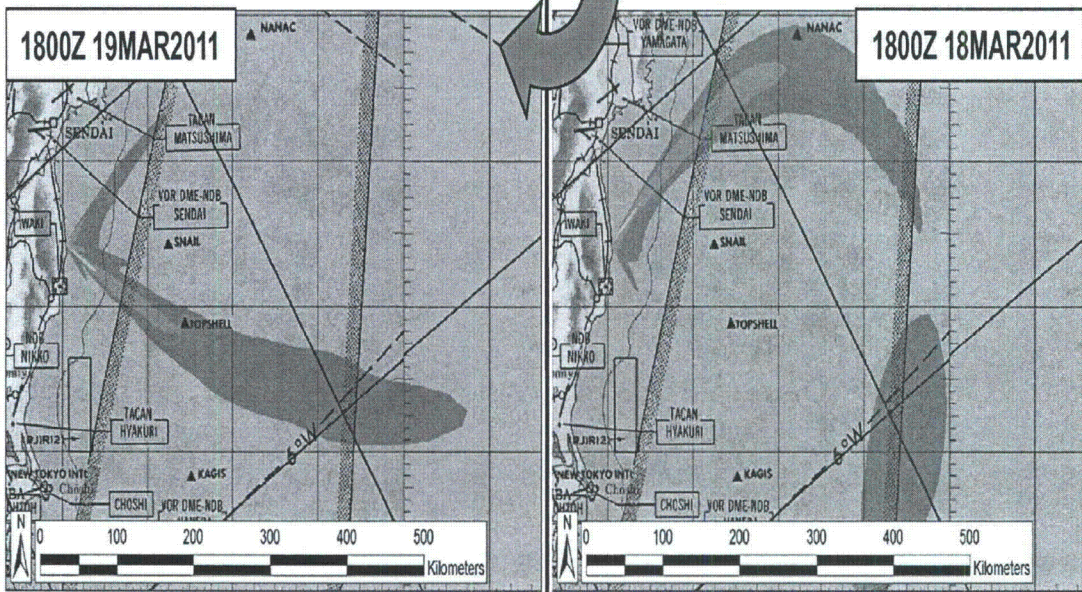 1800Z 19MAR2011
NANAC
TACAN
MATSUSHIMA
SENDAI
VOR DME-NDB
SENDAI
IWAKI
SNAIL
TOPSHELL
NDB
NIKKO
TACAN
HYAKURI
NEW TOKYO INTL
Choshi
KAGIS
CHOSHI
VOR DME-NDB
6°W
N
0 100 200 300 400 500
Kilometers
1800Z 18MAR2011
VOR DME-NDB
YAMAGATA
NANAC
TACAN
MATSUSHIMA
SENDAI
VOR DME-NDB
SENDAI
IWAKI
SNAIL
TOPSHELL
NDB
NIKKO
TACAN
HYAKURI
NEW TOKYO INTL
Choshi
KAGIS
CHOSHI
VOR DME-NDB
6°W
N
0 100 200 300 400 500
Kilometers